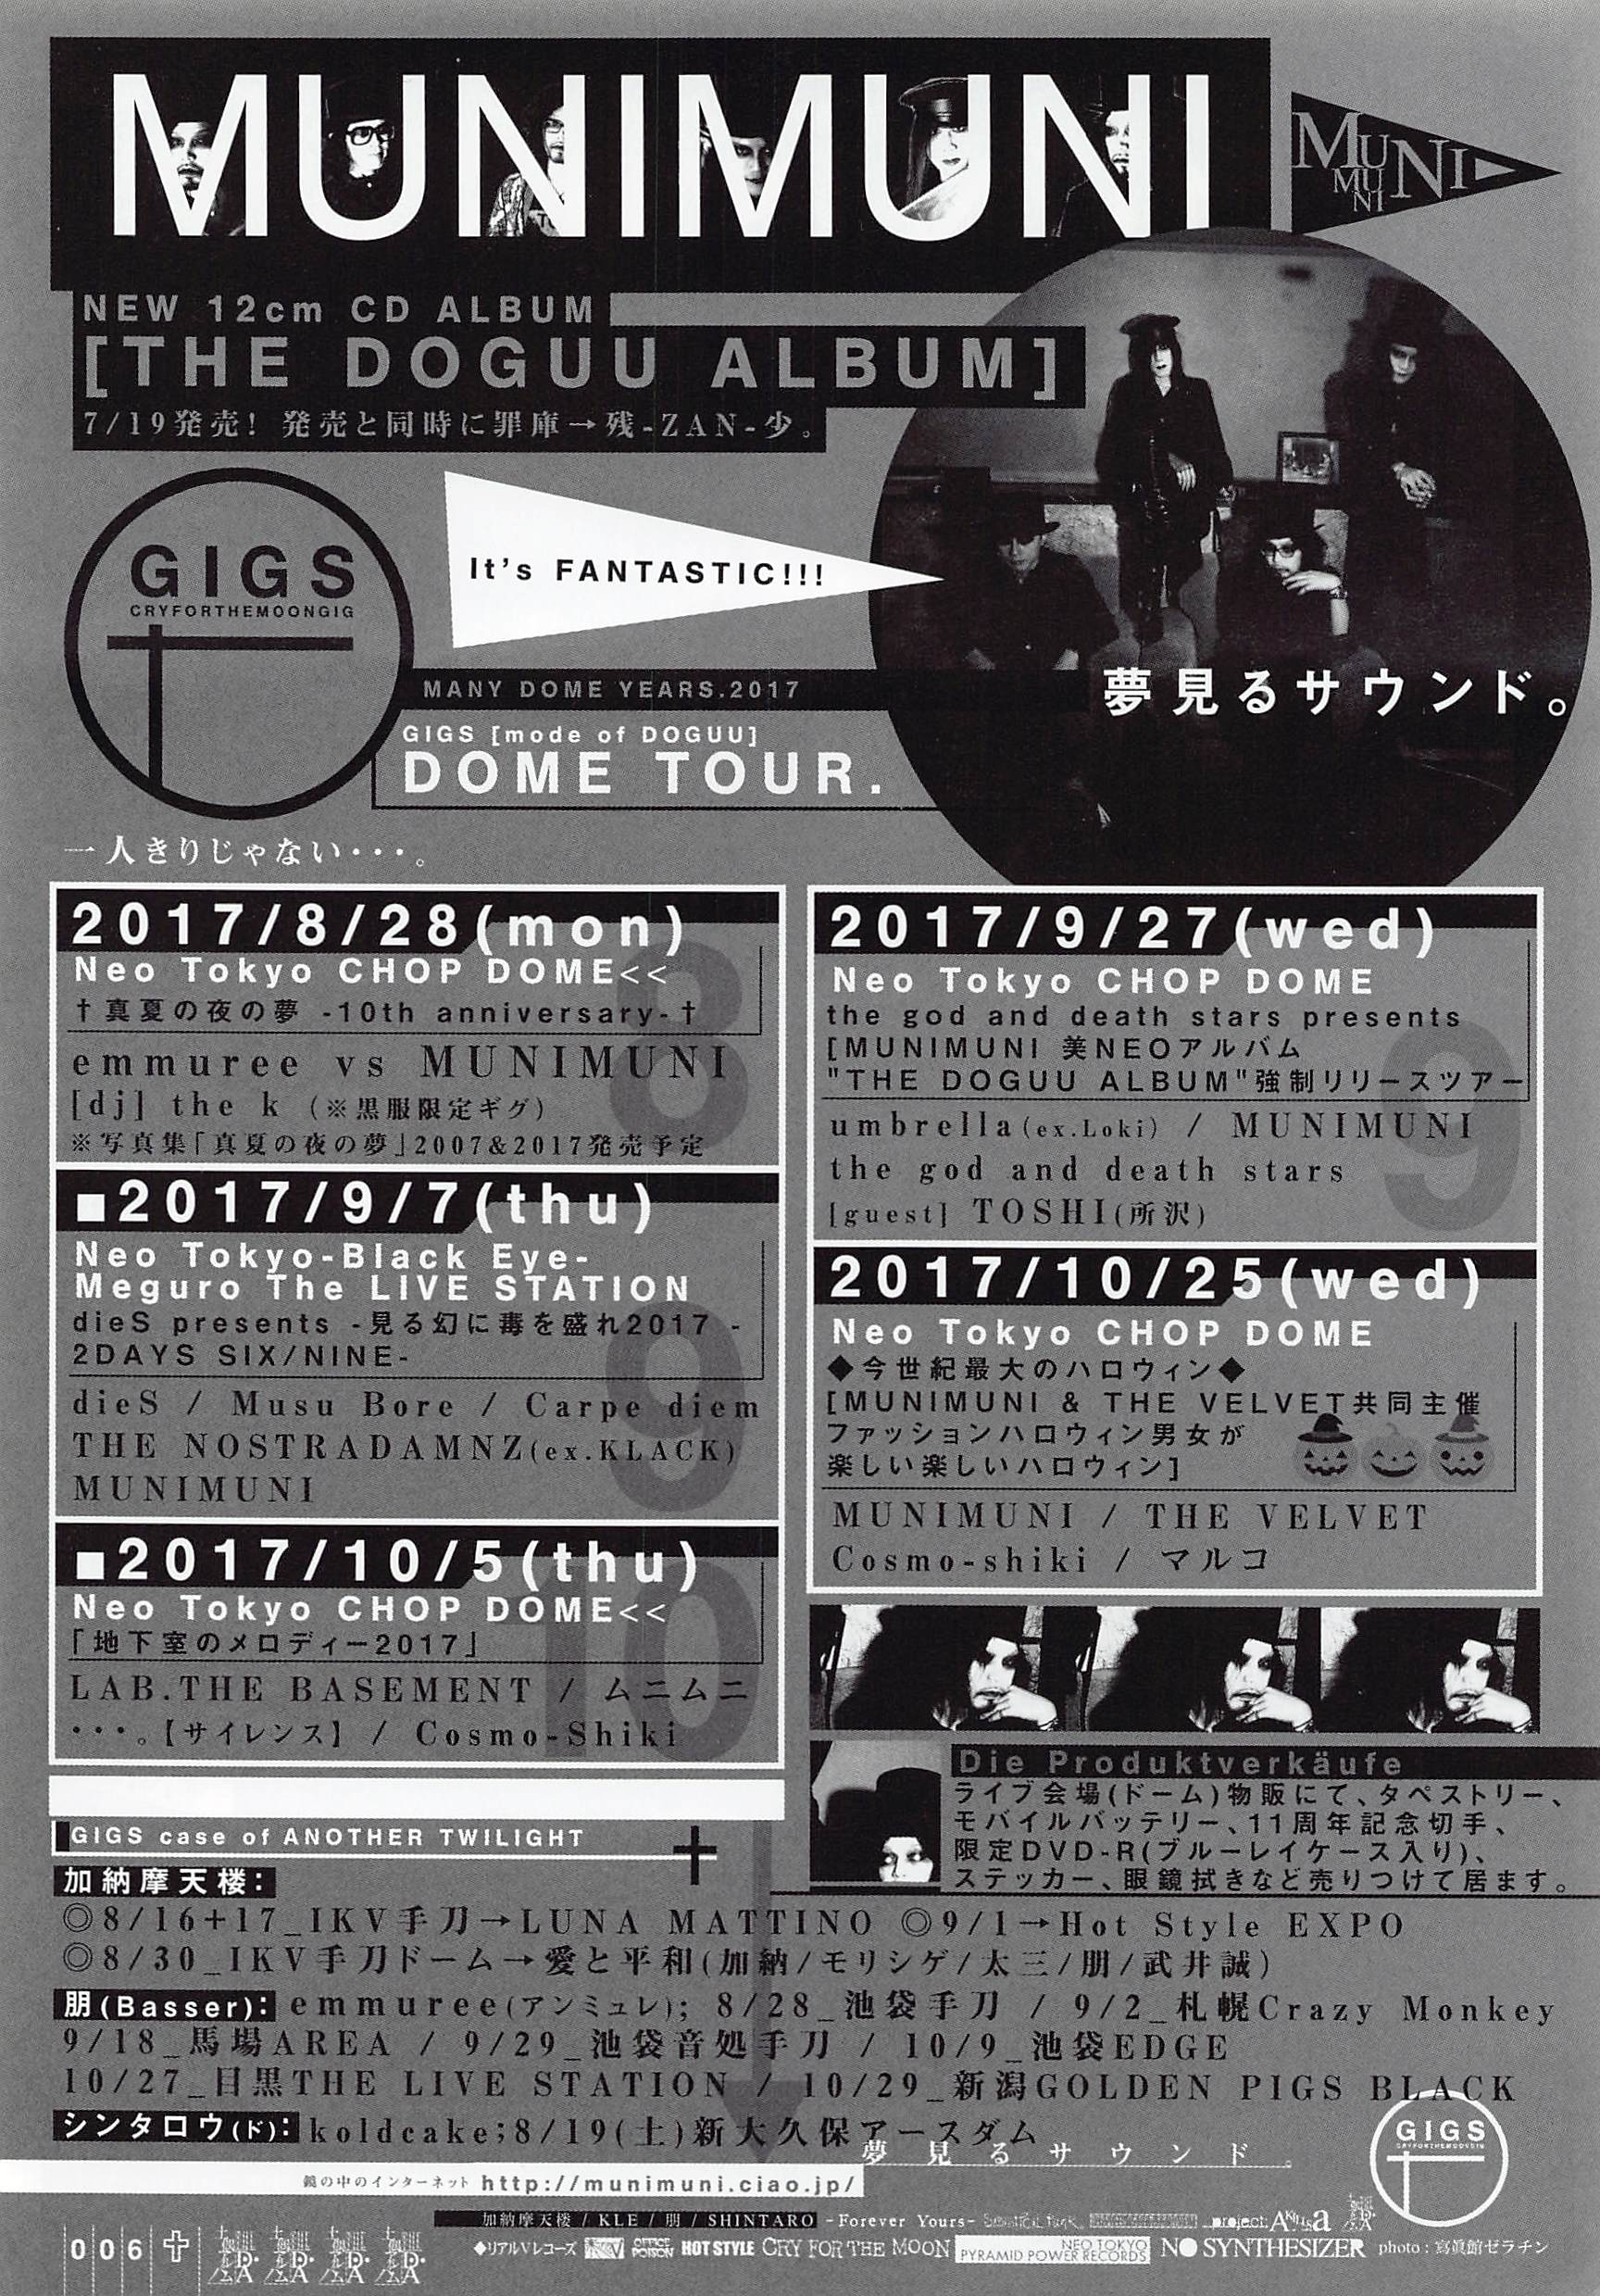 MUNIMUNI
MUNI
MUNI
NEW 12cm CD ALBUM
[THE DOGUU ALBUM]
7/19発売! 発売と同時に罪庫→残-ZAN-少。
GIGS
CRYFORTHEMOONGIG
It's FANTASTIC!!!
夢見るサウンド。
MANY DOME YEARS.2017
GIGS [mode of DOGUU]
DOME TOUR.
一人きりじゃない・・・。
2017/8/28(mon)
Neo Tokyo CHOP DOME<<
†真夏の夜の夢 -10th anniversary-†
emmuree vs MUNIMUNI
[dj] the k (※黒服限定ギグ)
※写真集「真夏の夜の夢」2007&2017発売予定
8
■2017/9/7(thu)
Neo Tokyo-Black Eye-
Meguro The LIVE STATION
dieS presents -見る幻に毒を盛れ2017 -
2DAYS SIX/NINE-
dieS / Musu Bore / Carpe diem
THE NOSTRADAMNZ(ex.KLACK)
MUNIMUNI
9
■2017/10/5(thu)
Neo Tokyo CHOP DOME<<
「地下室のメロディー2017」
LAB.THE BASEMENT / ムニムニ
・・・。【サイレンス】 / Cosmo-Shiki
10
2017/9/27(wed)
Neo Tokyo CHOP DOME
the god and death stars presents
[MUNIMUNI 美NEOアルバム
"THE DOGUU ALBUM"強制リリースツアー
umbrella(ex.Loki) / MUNIMUNI
the god and death stars
[guest] TOSHI(所沢)
9
2017/10/25(wed)
Neo Tokyo CHOP DOME
◆今世紀最大のハロウィン◆
[MUNIMUNI & THE VELVET共同主催
ファッションハロウィン男女が
楽しい楽しいハロウィン]
MUNIMUNI / THE VELVET
Cosmo-shiki / マルコ
Die Produktverkäufe
ライブ会場(ドーム)物販にて、タペストリー、
モバイルバッテリー、11周年記念切手、
限定DVD-R(ブルーレイケース入り)、
ステッカー、眼鏡拭きなど売りつけて居ます。
GIGS case of ANOTHER TWILIGHT
加納摩天楼:
◎8/16+17_IKV手刀→LUNA MATTINO ◎9/1→Hot Style EXPO
◎8/30_IKV手刀ドーム→愛と平和(加納/モリシゲ/太三/朋/武井誠)
朋(Basser): emmuree(アンミュレ); 8/28_池袋手刀 / 9/2_札幌Crazy Monkey
9/18_馬場AREA / 9/29_池袋音処手刀 / 10/9_池袋EDGE
10/27_目黒THE LIVE STATION / 10/29_新潟GOLDEN PIGS BLACK
シンタロウ(ド): koldcake;8/19(土)新大久保アースダム
夢見るサウンド。
GIGS
CRYFORTHEMOONGIG
鏡の中のインターネット http://munimuni.ciao.jp/
加納摩天楼 / KLE / 朋 / SHINTARO -Forever Yours-
006
◆リアルVレコーズ IKV OFFICE POISON HOT STYLE CRY FOR THE MOON NEO TOKYO PYRAMID POWER RECORDS NO SYNTHESIZER photo:寫眞館ゼラチン